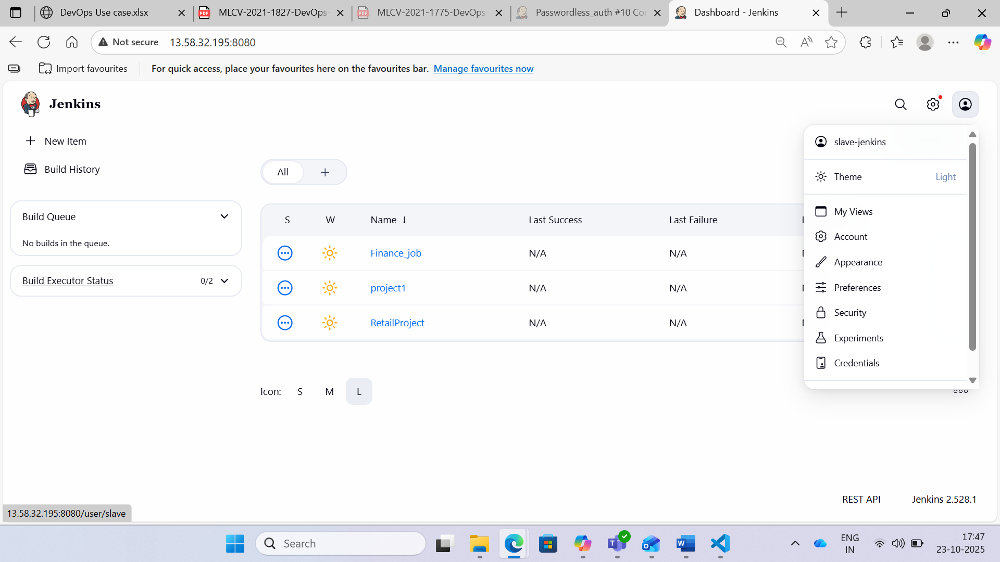 DevOps Use case.xlsx
MLCV-2021-1827-DevOps-
MLCV-2021-1775-DevOps-
Passwordless_auth #10 Co
Dashboard - Jenkins
Not secure
13.58.32.195:8080
Import favourites
For quick access, place your favourites here on the favourites bar. Manage favourites now
Jenkins
New Item
Build History
Build Queue
No builds in the queue.
Build Executor Status
0/2
All
S W Name ↓ Last Success Last Failure
Finance_job N/A N/A
project1 N/A N/A
RetailProject N/A N/A
Icon: S M L
slave-jenkins
Theme Light
My Views
Account
Appearance
Preferences
Security
Experiments
Credentials
REST API
Jenkins 2.528.1
13.58.32.195:8080/user/slave
Search
ENG
IN
17:47
23-10-2025